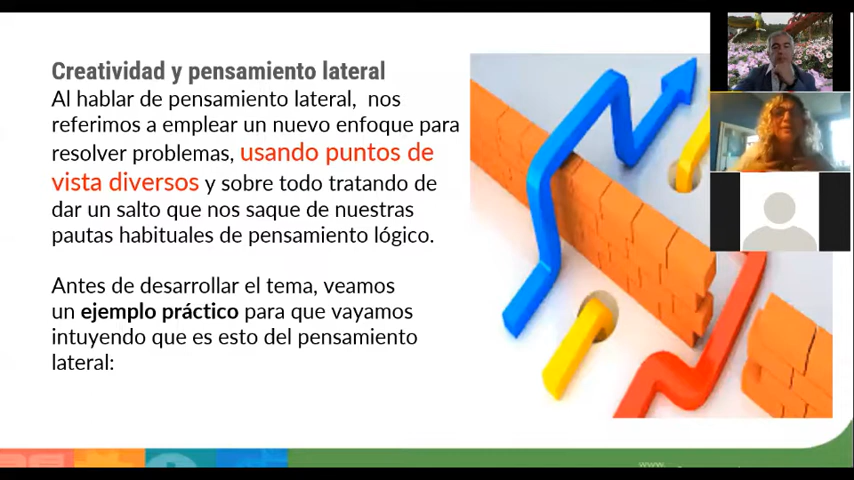 Creatividad y pensamiento lateral
Al hablar de pensamiento lateral, nos
referimos a emplear un nuevo enfoque para
resolver problemas, usando puntos de
vista diversos y sobre todo tratando de
dar un salto que nos saque de nuestras
pautas habituales de pensamiento lógico.
Antes de desarrollar el tema, veamos
un ejemplo práctico para que vayamos
intuyendo que es esto del pensamiento
lateral:
www.